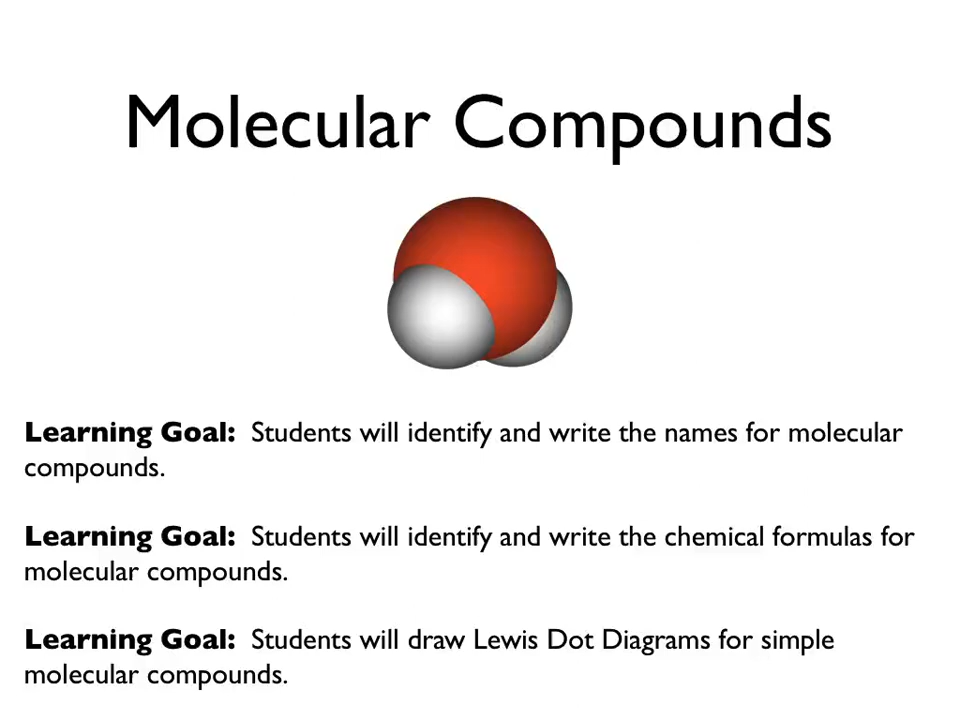 Molecular Compounds
Learning Goal: Students will identify and write the names for molecular
compounds.
Learning Goal: Students will identify and write the chemical formulas for
molecular compounds.
Learning Goal: Students will draw Lewis Dot Diagrams for simple
molecular compounds.